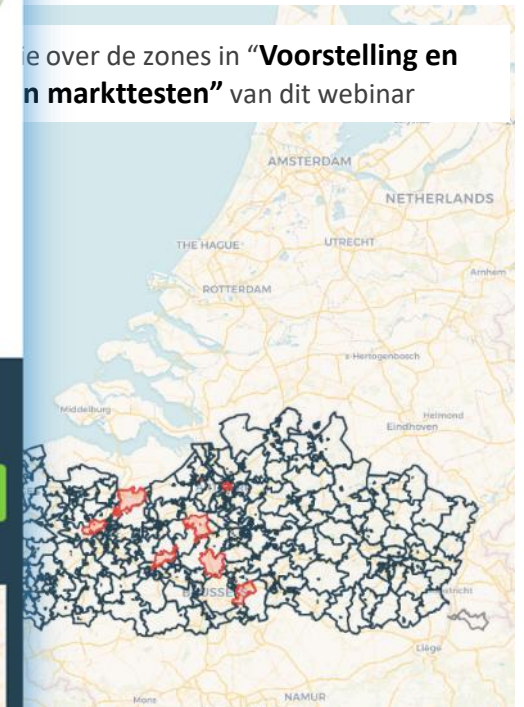 ie over de zones in “Voorstelling en
n markttesten” van dit webinar
AMSTERDAM
NETHERLANDS
THE HAGUE
UTRECHT
Arnhem
ROTTERDAM
s-Hertogenbosch
Middelburg
Helmond
Eindhoven
BRUSSE
Liège
Mons
NAMUR